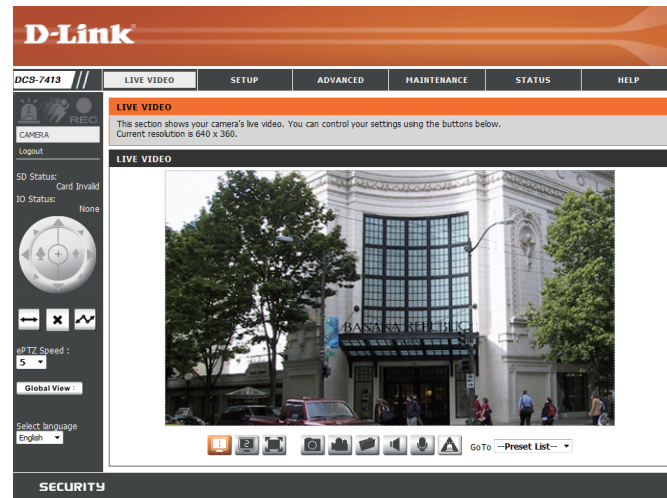 D-Link
DCS-7413 //
LIVE VIDEO SETUP ADVANCED MAINTENANCE STATUS HELP
REC
CAMERA
Logout
SD Status:
Card Invalid
IO Status:
None
ePTZ Speed :
5
Global View :
Select language
English
LIVE VIDEO
This section shows your camera's live video. You can control your settings using the buttons below.
Current resolution is 640 x 360.
LIVE VIDEO
BANANA REPUBLIC
1 2 GoTo --Preset List--
SECURITY